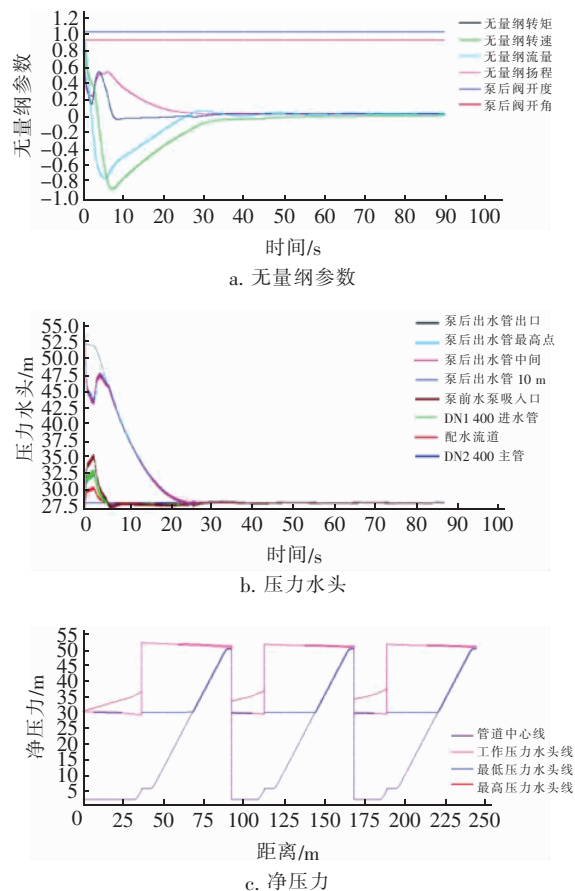 无量纲参数
1.2
1.0
0.8
0.6
0.4
0.2
0
-0.2
-0.4
-0.6
-0.8
-1.0
0 10 20 30 40 50 60 70 80 90 100
时间/s
无量纲转矩
无量纲转速
无量纲流量
无量纲扬程
泵后阀开度
泵后阀开角
a. 无量纲参数
压力水头/m
55.0
52.5
50.0
47.5
45.0
42.5
40.0
37.5
35.0
32.5
30.0
27.5
0 10 20 30 40 50 60 70 80 90 100
时间/s
泵后出水管出口
泵后出水管最高点
泵后出水管中间
泵后出水管 10 m
泵前水泵吸入口
DN1 400 进水管
配水流道
DN2 400 主管
b. 压力水头
净压力/m
55
50
45
40
35
30
25
20
15
10
5
0 25 50 75 100 125 150 175 200 225 250
距离/m
管道中心线
工作压力水头线
最低压力水头线
最高压力水头线
c. 净压力